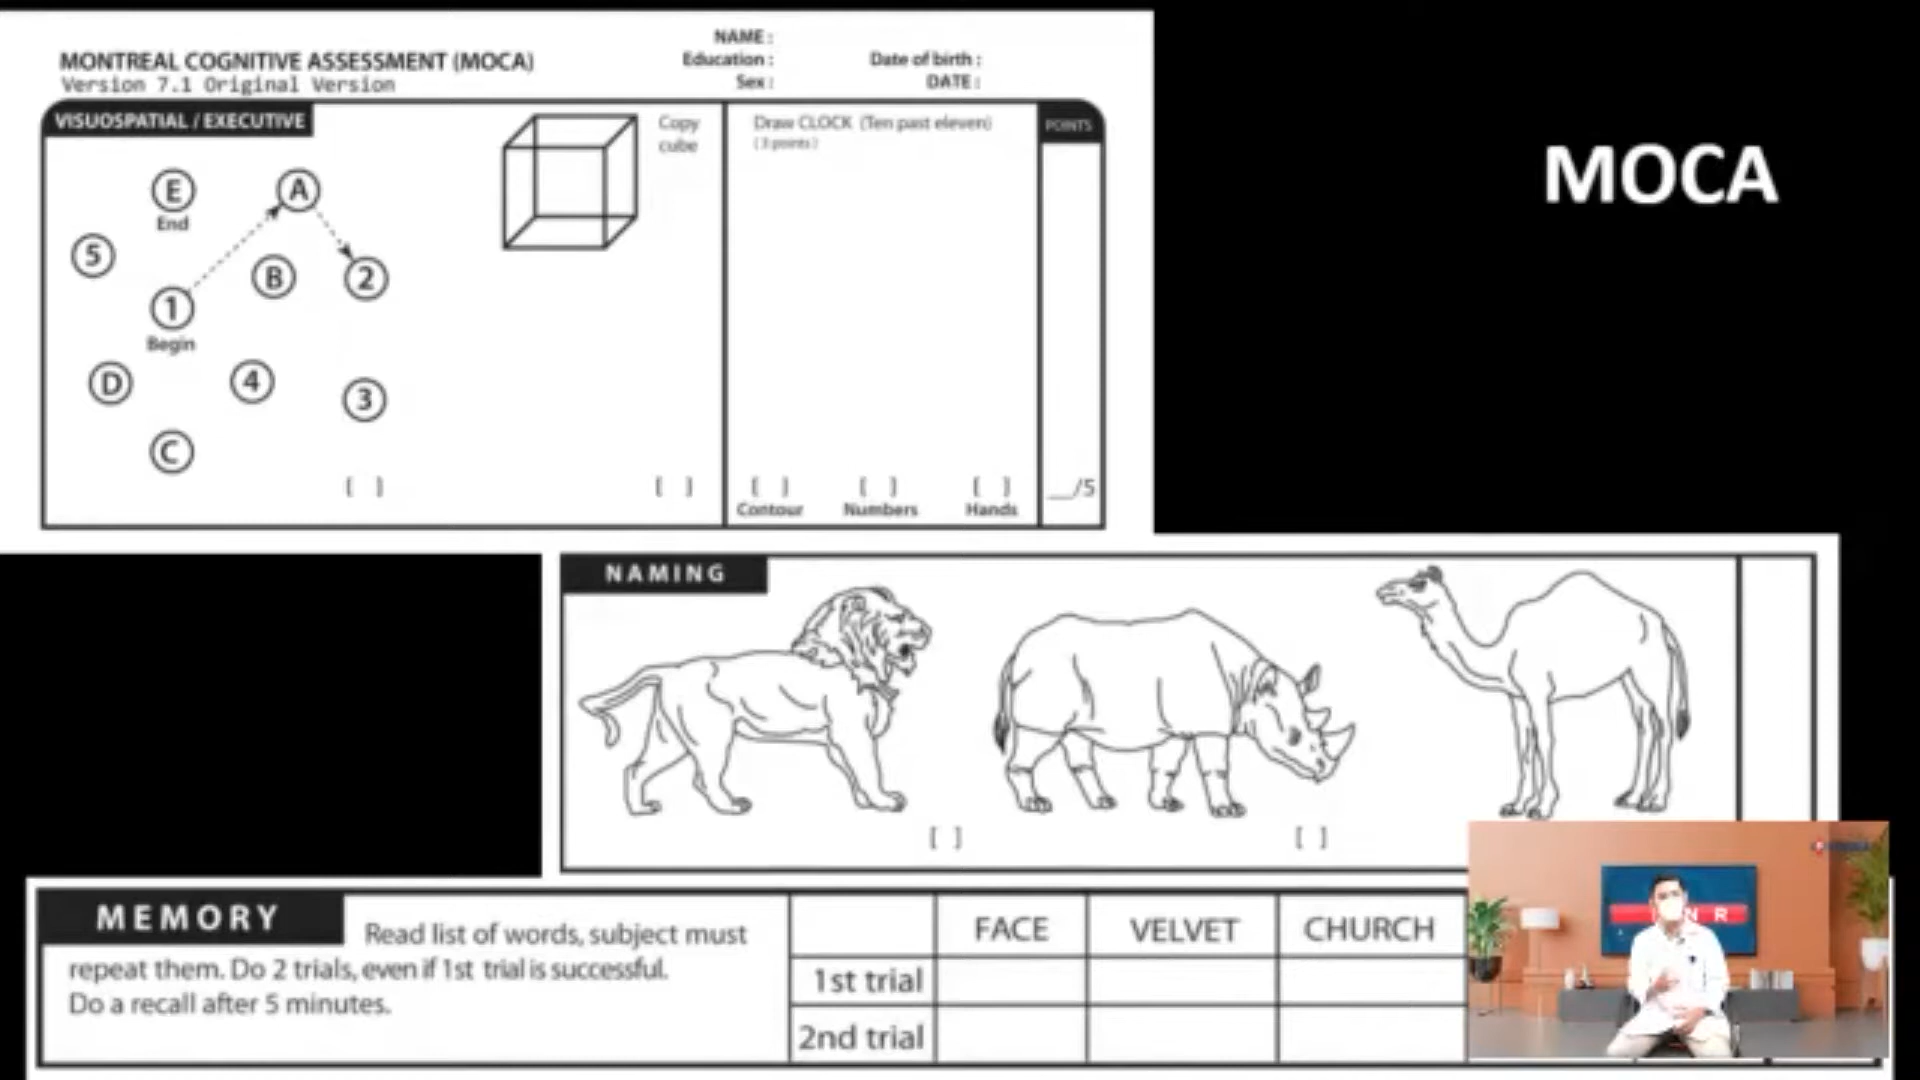 MONTREAL COGNITIVE ASSESSMENT (MOCA)
Version 7.1 Original Version
NAME :
Education :
Sex :
Date of birth :
DATE :
VISUOSPATIAL / EXECUTIVE
E
End
A
5
B
2
1
Begin
D
4
3
C
[ ]
Copy
cube
[ ]
Draw CLOCK (Ten past eleven)
( 3 points )
[ ] [ ] [ ]
Contour Numbers Hands
POINTS
__/5
MOCA
NAMING
[ ] [ ]
MEMORY
Read list of words, subject must
repeat them. Do 2 trials, even if 1st trial is successful.
Do a recall after 5 minutes.
FACE VELVET CHURCH
1st trial
2nd trial
N R